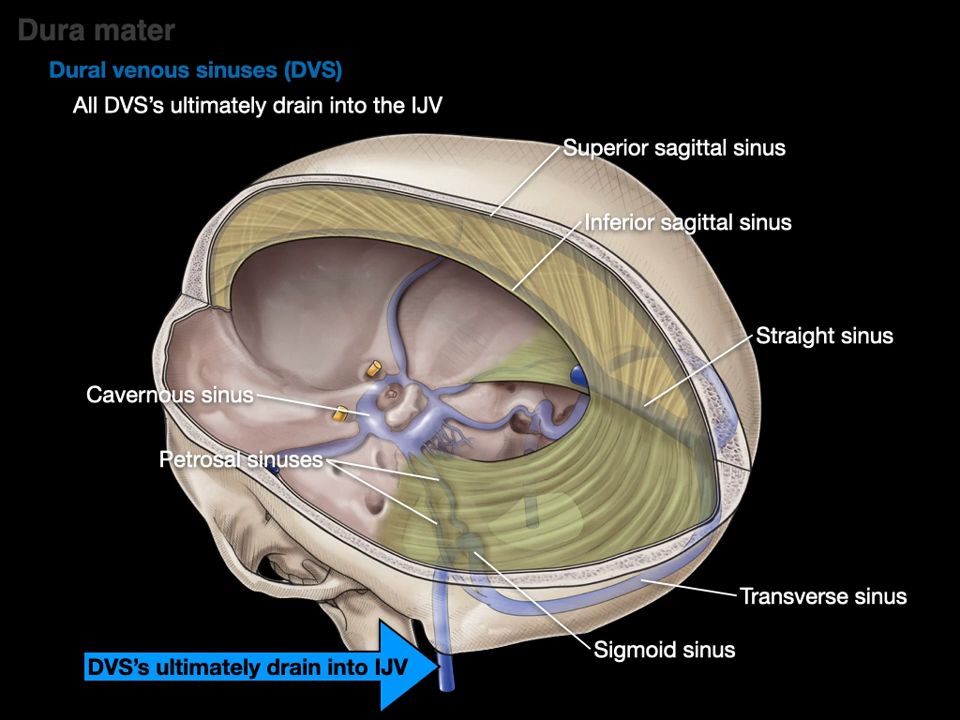 Dura mater
Dural venous sinuses (DVS)
All DVS’s ultimately drain into the IJV
Superior sagittal sinus
Inferior sagittal sinus
Straight sinus
Cavernous sinus
Petrosal sinuses
Transverse sinus
Sigmoid sinus
DVS’s ultimately drain into IJV